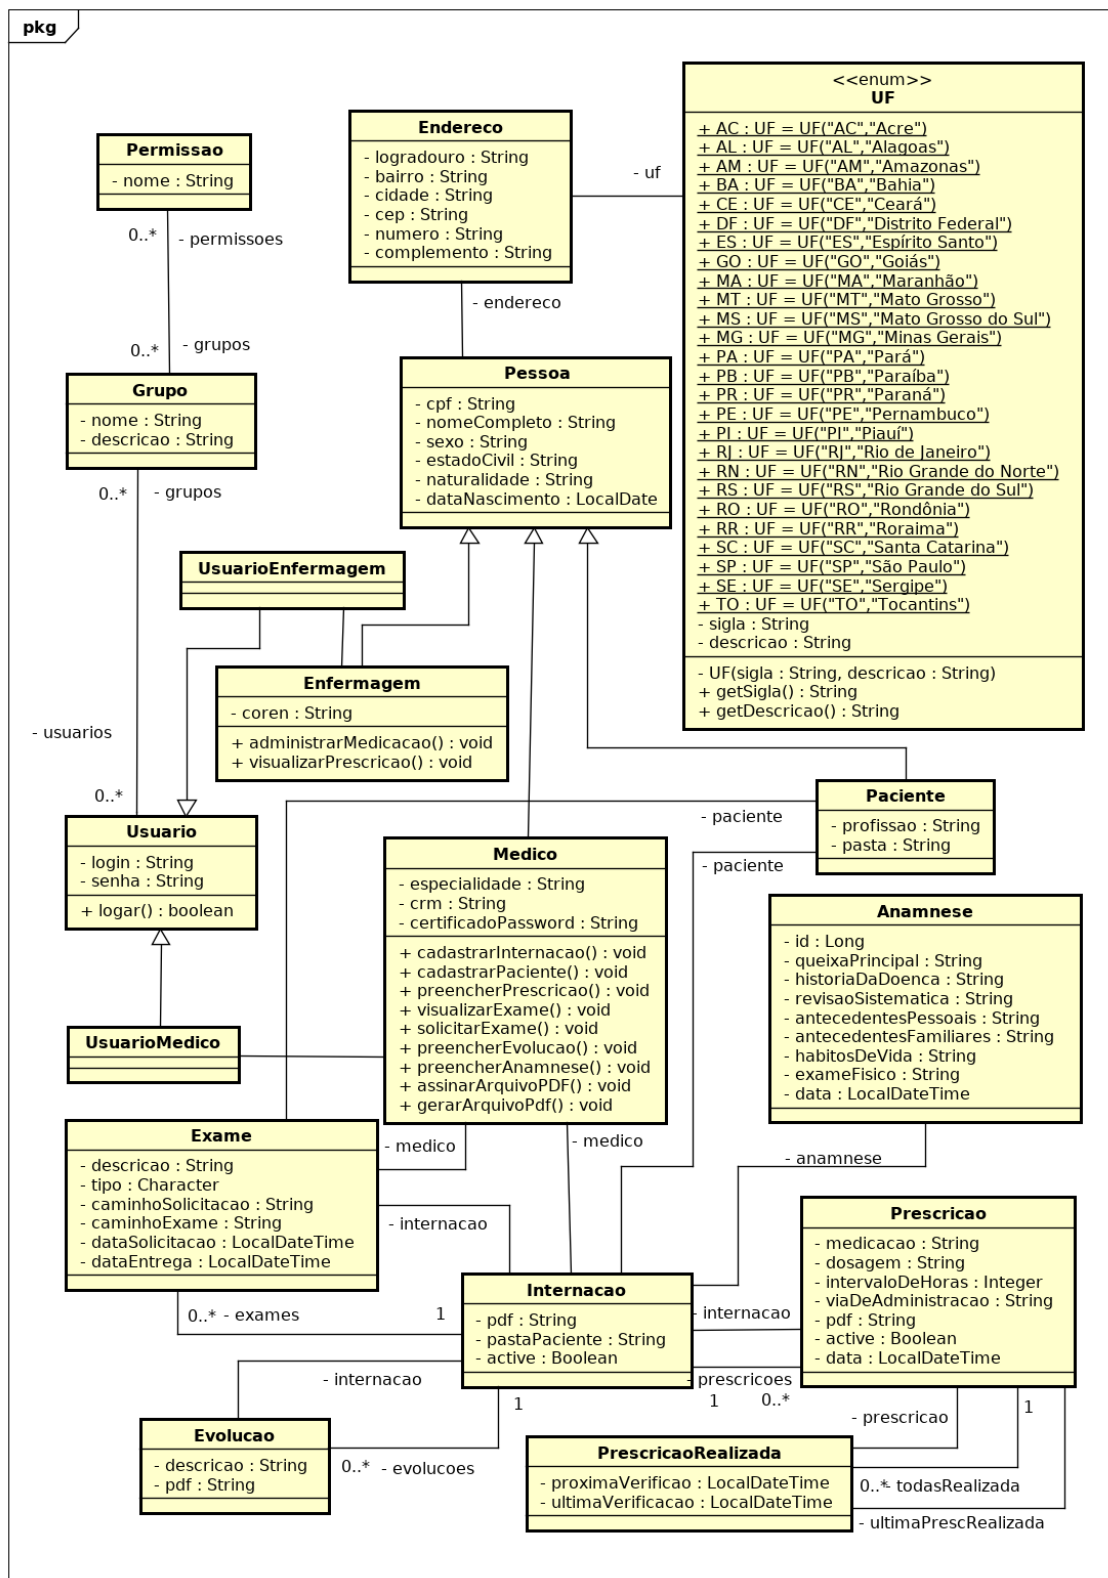 pkg
<<enum>>
UF
+ AC : UF = UF("AC","Acre")
+ AL : UF = UF("AL","Alagoas")
+ AM : UF = UF("AM","Amazonas")
+ BA : UF = UF("BA","Bahia")
+ CE : UF = UF("CE","Ceará")
+ DF : UF = UF("DF","Distrito Federal")
+ ES : UF = UF("ES","Espírito Santo")
+ GO : UF = UF("GO","Goiás")
+ MA : UF = UF("MA","Maranhão")
+ MT : UF = UF("MT","Mato Grosso")
+ MS : UF = UF("MS","Mato Grosso do Sul")
+ MG : UF = UF("MG","Minas Gerais")
+ PA : UF = UF("PA","Pará")
+ PB : UF = UF("PB","Paraíba")
+ PR : UF = UF("PR","Paraná")
+ PE : UF = UF("PE","Pernambuco")
+ PI : UF = UF("PI","Piauí")
+ RJ : UF = UF("RJ","Rio de Janeiro")
+ RN : UF = UF("RN","Rio Grande do Norte")
+ RS : UF = UF("RS","Rio Grande do Sul")
+ RO : UF = UF("RO","Rondônia")
+ RR : UF = UF("RR","Roraima")
+ SC : UF = UF("SC","Santa Catarina")
+ SP : UF = UF("SP","São Paulo")
+ SE : UF = UF("SE","Sergipe")
+ TO : UF = UF("TO","Tocantins")
- sigla : String
- descricao : String
- UF(sigla : String, descricao : String)
+ getSigla() : String
+ getDescricao() : String
Endereco
- logradouro : String
- bairro : String
- cidade : String
- cep : String
- numero : String
- complemento : String
- uf
- endereco
Permissao
- nome : String
0..*
- permissoes
0..*
- grupos
Grupo
- nome : String
- descricao : String
0..*
- grupos
- usuarios
0..*
Pessoa
- cpf : String
- nomeCompleto : String
- sexo : String
- estadoCivil : String
- naturalidade : String
- dataNascimento : LocalDate
UsuarioEnfermagem
Enfermagem
- coren : String
+ administrarMedicacao() : void
+ visualizarPrescricao() : void
Usuario
- login : String
- senha : String
+ logar() : boolean
Paciente
- profissao : String
- pasta : String
- paciente
- paciente
Medico
- especialidade : String
- crm : String
- certificadoPassword : String
+ cadastrarInternacao() : void
+ cadastrarPaciente() : void
+ preencherPrescricao() : void
+ visualizarExame() : void
+ solicitarExame() : void
+ preencherEvolucao() : void
+ preencherAnamnese() : void
+ assinarArquivoPDF() : void
+ gerarArquivoPdf() : void
Anamnese
- id : Long
- queixaPrincipal : String
- historiaDaDoenca : String
- revisaoSistematica : String
- antecedentesPessoais : String
- antecedentesFamiliares : String
- habitosDeVida : String
- exameFisico : String
- data : LocalDateTime
UsuarioMedico
- medico
- medico
- anamnese
Exame
- descricao : String
- tipo : Character
- caminhoSolicitacao : String
- caminhoExame : String
- dataSolicitacao : LocalDateTime
- dataEntrega : LocalDateTime
- internacao
0..*
- exames
1
Prescricao
- medicacao : String
- dosagem : String
- intervaloDeHoras : Integer
- viaDeAdministracao : String
- pdf : String
- active : Boolean
- data : LocalDateTime
Internacao
- pdf : String
- pastaPaciente : String
- active : Boolean
- internacao
- prescricoes
1
0..*
- internacao
1
Evolucao
- descricao : String
- pdf : String
0..*
- evolucoes
- prescricao
1
PrescricaoRealizada
- proximaVerificao : LocalDateTime
- ultimaVerificacao : LocalDateTime
0..*
- todasRealizada
- ultimaPrescRealizada